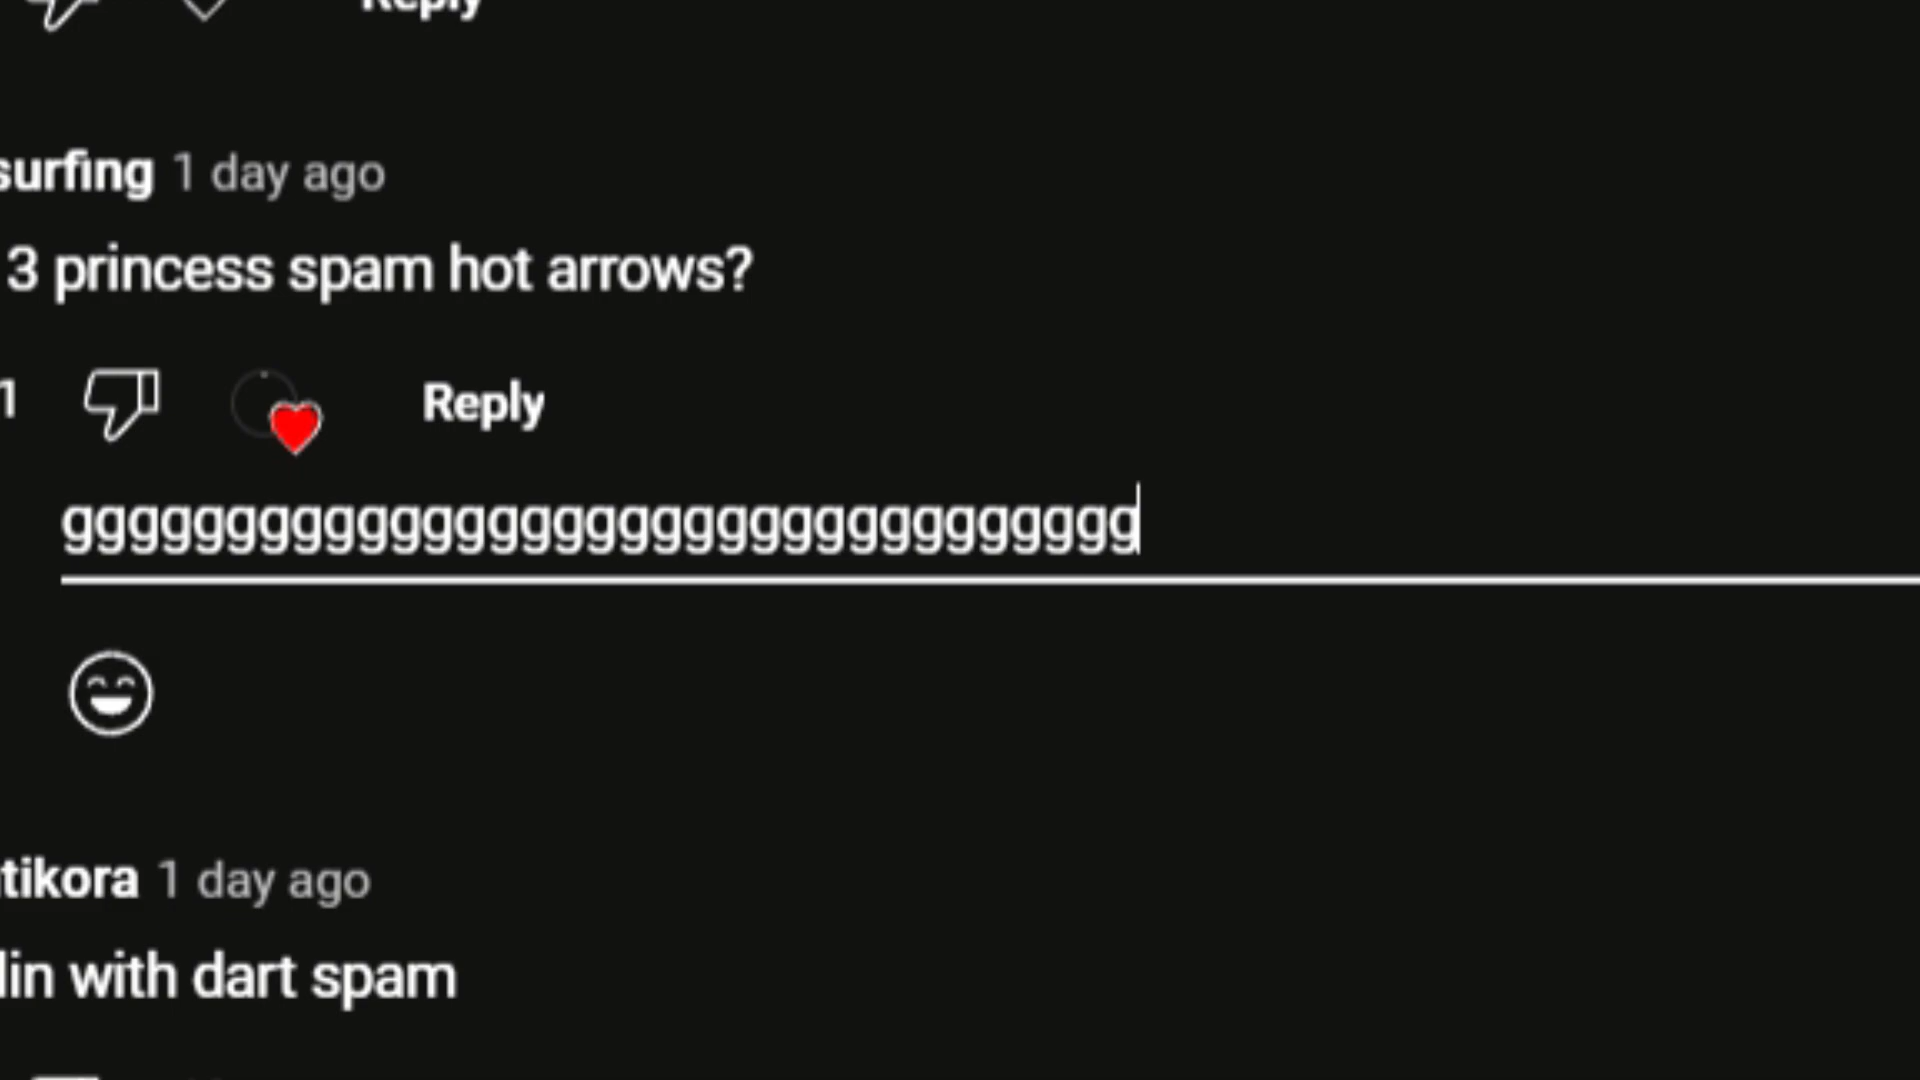 Reply
surfing 1 day ago
3 princess spam hot arrows?
1 Reply
ggggggggggggggggggggggggggggggggg
tikora 1 day ago
lin with dart spam